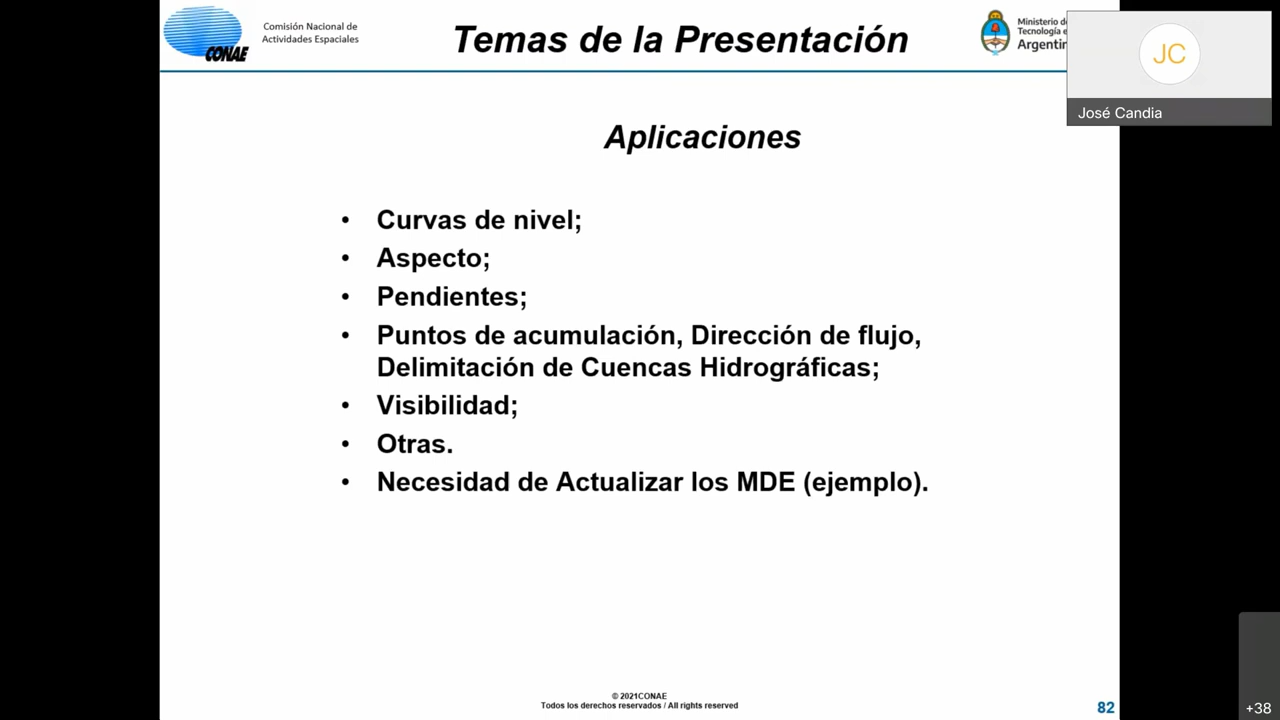 CONAE
Comisión Nacional de
Actividades Espaciales
Temas de la Presentación
Ministerio de
Tecnología e
Argentin
JC
José Candia
Aplicaciones
• Curvas de nivel;
• Aspecto;
• Pendientes;
• Puntos de acumulación, Dirección de flujo,
Delimitación de Cuencas Hidrográficas;
• Visibilidad;
• Otras.
• Necesidad de Actualizar los MDE (ejemplo).
© 2021CONAE
Todos los derechos reservados / All rights reserved
82
+38